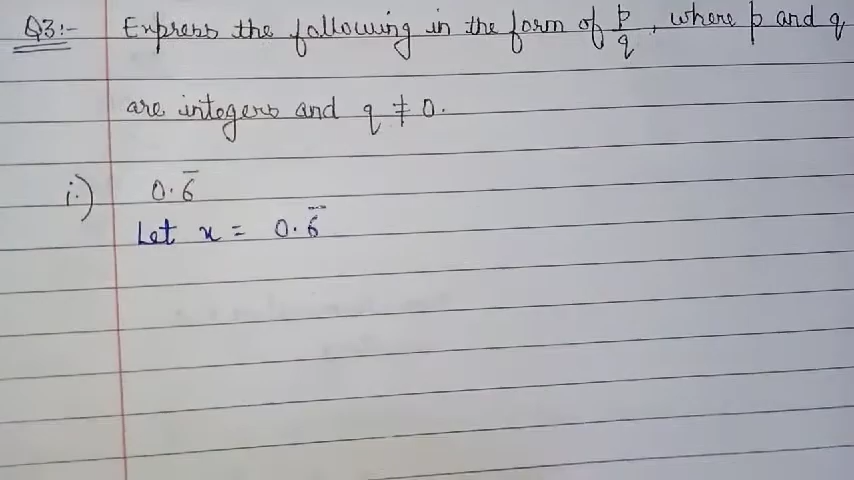 Q3:- Express the following in the form of p/q, where p and q
are integers and q ≠ 0.
i.) 0.6̅
Let x = 0.6̅